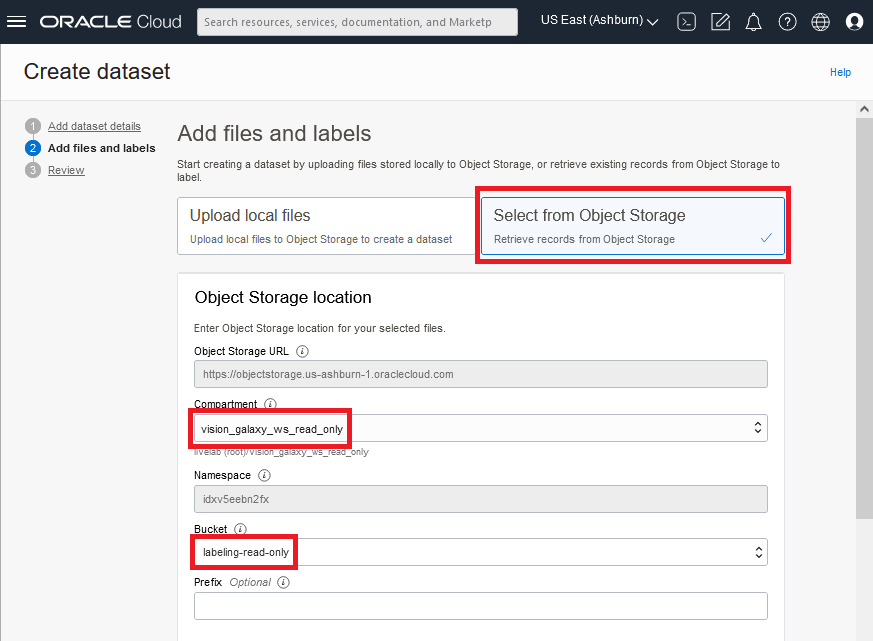 ORACLE Cloud
Search resources, services, documentation, and Marketp
US East (Ashburn)
Create dataset
Help
1 Add dataset details
2 Add files and labels
3 Review
Add files and labels
Start creating a dataset by uploading files stored locally to Object Storage, or retrieve existing records from Object Storage to
label.
Upload local files
Upload local files to Object Storage to create a dataset
Select from Object Storage
Retrieve records from Object Storage
Object Storage location
Enter Object Storage location for your selected files.
Object Storage URL
https://objectstorage.us-ashburn-1.oraclecloud.com
Compartment
vision_galaxy_ws_read_only
livelab (root)/vision_galaxy_ws_read_only
Namespace
idxv5eebn2fx
Bucket
labeling-read-only
Prefix Optional